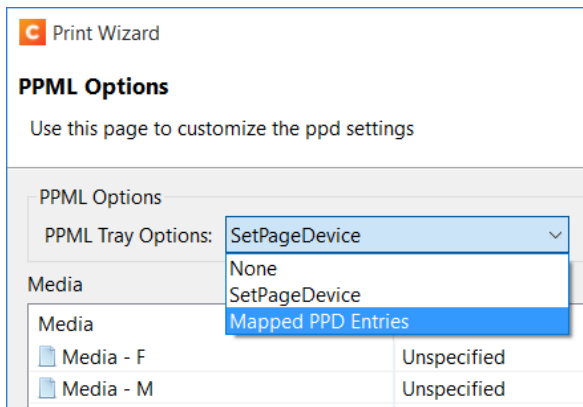 C Print Wizard
PPML Options
Use this page to customize the ppd settings
PPML Options
PPML Tray Options: SetPageDevice
None
SetPageDevice
Mapped PPD Entries
Media
Media
Media - F Unspecified
Media - M Unspecified